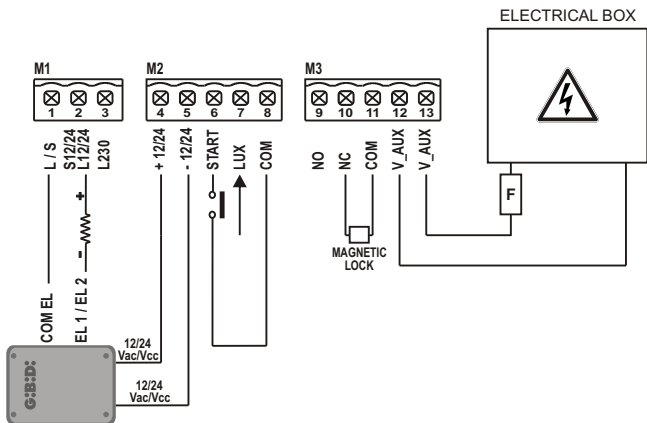 ELECTRICAL BOX
M1
M2
M3
1 2 3
4 5 6 7 8
9 10 11 12 13
L / S
S12/24
L12/24
L230
+ 12/24
- 12/24
START
LUX
COM
NO
NC
COM
V_AUX
V_AUX
F
+
-
MAGNETIC
LOCK
COM EL
EL 1 / EL 2
12/24
Vac/Vcc
12/24
Vac/Vcc
GiBiDi